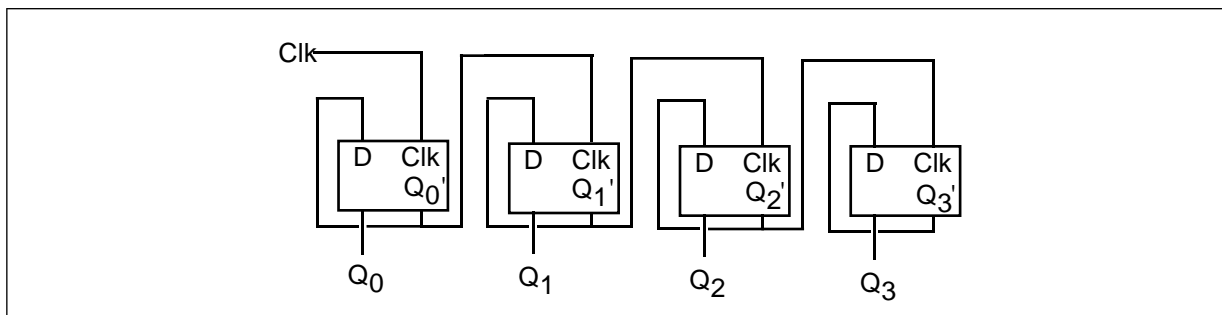 Clk
D Clk D Clk D Clk D Clk
Q0' Q1' Q2' Q3'
Q0 Q1 Q2 Q3